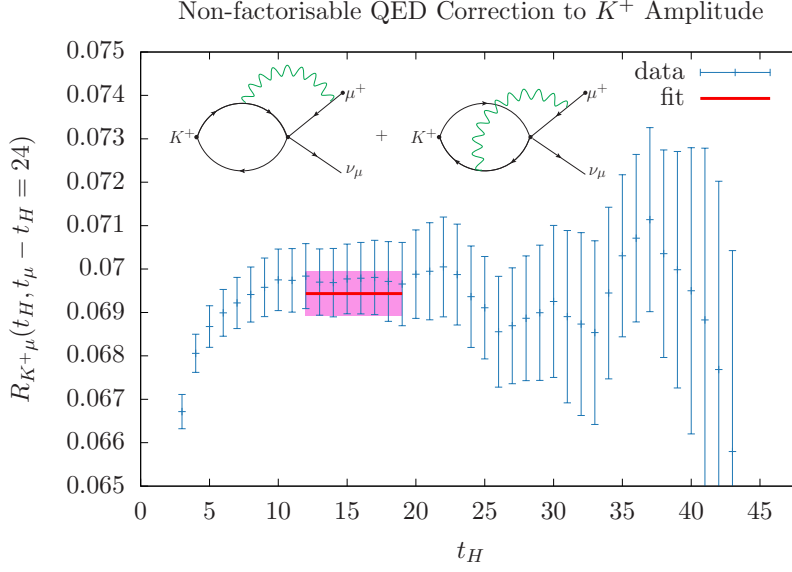 Non-factorisable QED Correction to K⁺ Amplitude
data
fit
K⁺
μ⁺
ν_μ
+
K⁺
μ⁺
ν_μ
R_{K⁺μ}(t_H, t_μ − t_H = 24)
0.075
0.074
0.073
0.072
0.071
0.07
0.069
0.068
0.067
0.066
0.065
0 5 10 15 20 25 30 35 40 45
t_H